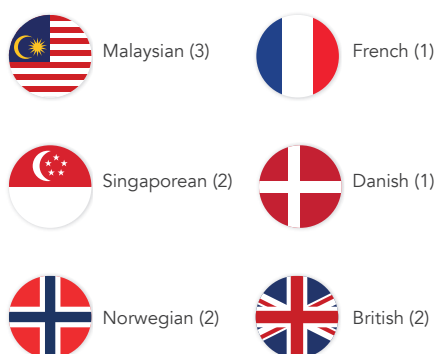 Malaysian (3)
French (1)
Singaporean (2)
Danish (1)
Norwegian (2)
British (2)